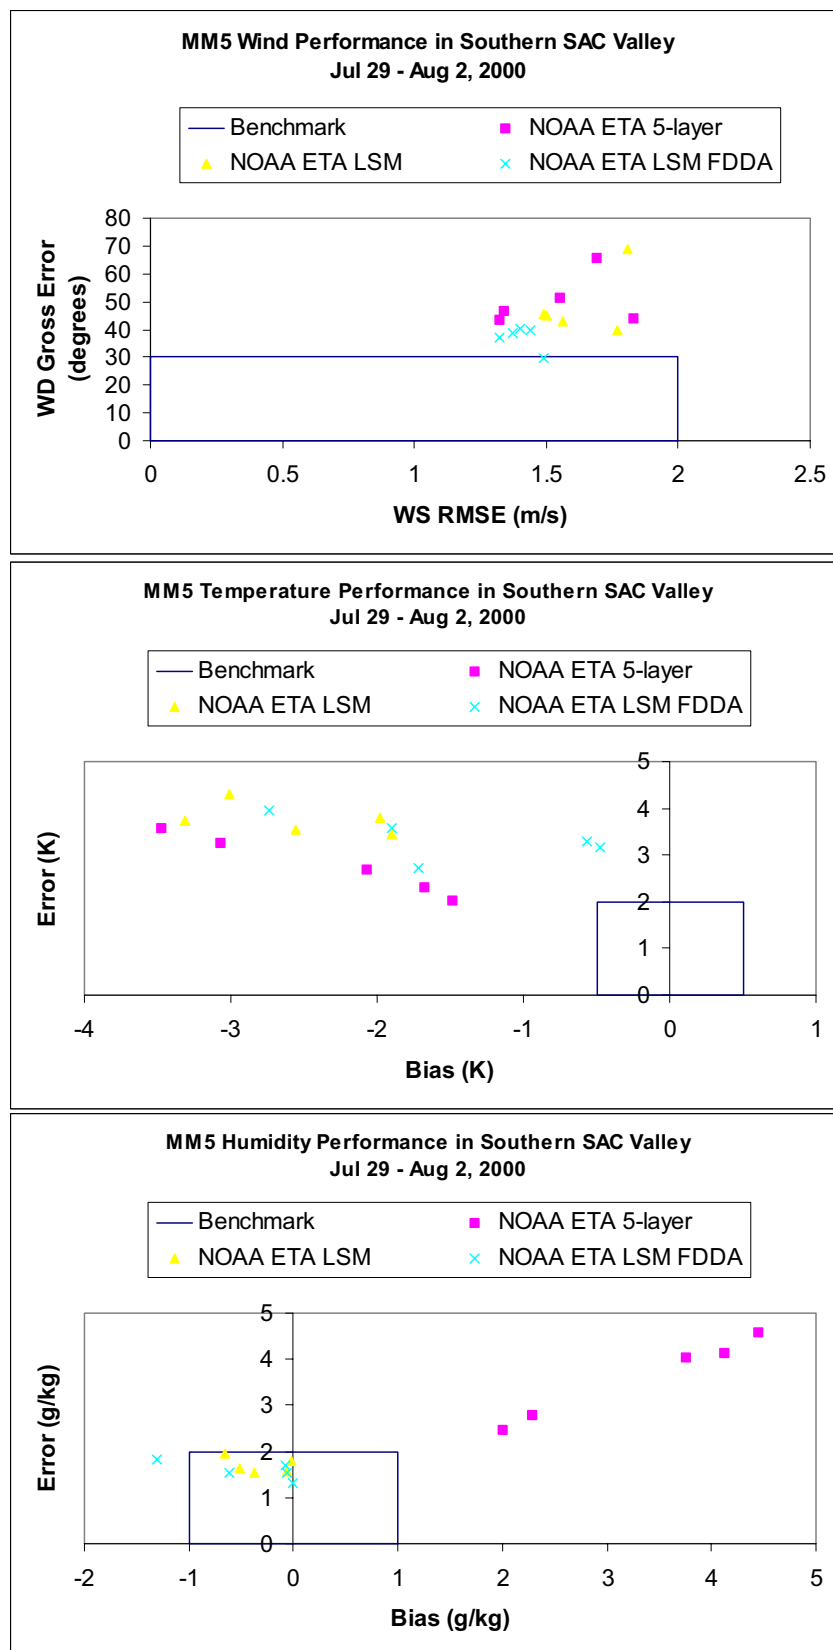 MM5 Wind Performance in Southern SAC Valley
Jul 29 - Aug 2, 2000
Benchmark
NOAA ETA 5-layer
NOAA ETA LSM
NOAA ETA LSM FDDA
80
70
60
50
40
30
20
10
0
WD Gross Error
(degrees)
0 0.5 1 1.5 2 2.5
WS RMSE (m/s)
MM5 Temperature Performance in Southern SAC Valley
Jul 29 - Aug 2, 2000
Benchmark
NOAA ETA 5-layer
NOAA ETA LSM
NOAA ETA LSM FDDA
5
4
3
2
1
0
Error (K)
-4 -3 -2 -1 0 1
Bias (K)
MM5 Humidity Performance in Southern SAC Valley
Jul 29 - Aug 2, 2000
Benchmark
NOAA ETA 5-layer
NOAA ETA LSM
NOAA ETA LSM FDDA
5
4
3
2
1
0
Error (g/kg)
-2 -1 0 1 2 3 4 5
Bias (g/kg)